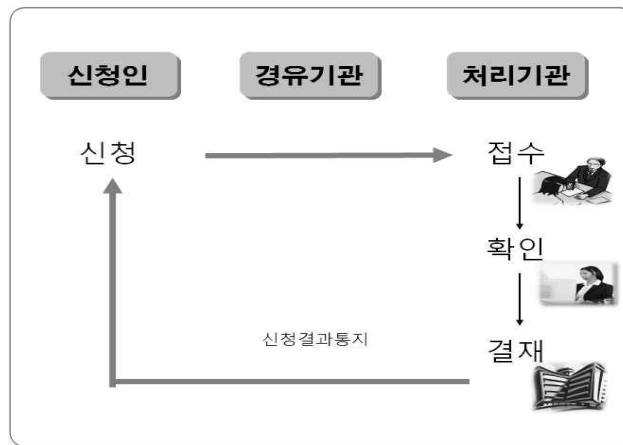 신청인 경유기관 처리기관
신청 접수
확인
신청결과통지
결재